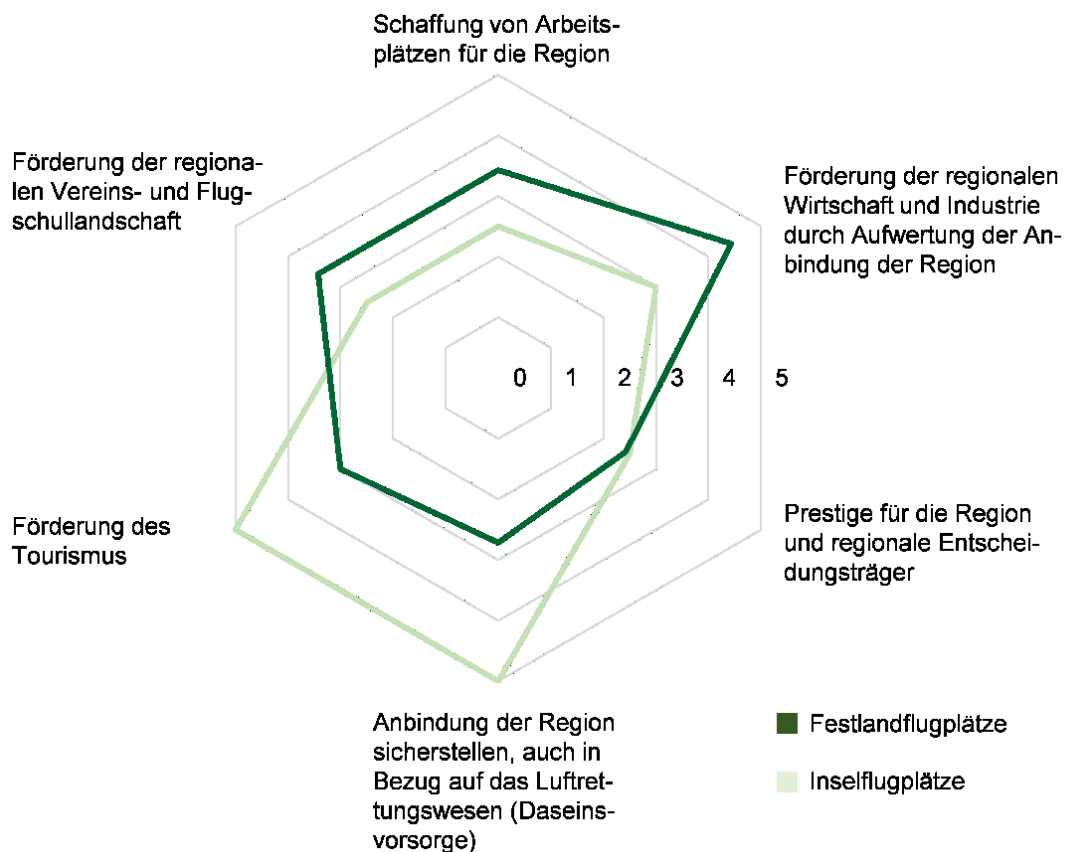 Schaffung von Arbeits-
plätzen für die Region
Förderung der regiona-
len Vereins- und Flug-
schullandschaft
Förderung der regionalen
Wirtschaft und Industrie
durch Aufwertung der An-
bindung der Region
0 1 2 3 4 5
Förderung des
Tourismus
Prestige für die Region
und regionale Entschei-
dungsträger
Anbindung der Region
sicherstellen, auch in
Bezug auf das Luftret-
tungswesen (Daseins-
vorsorge)
Festlandflugplätze
Inselflugplätze